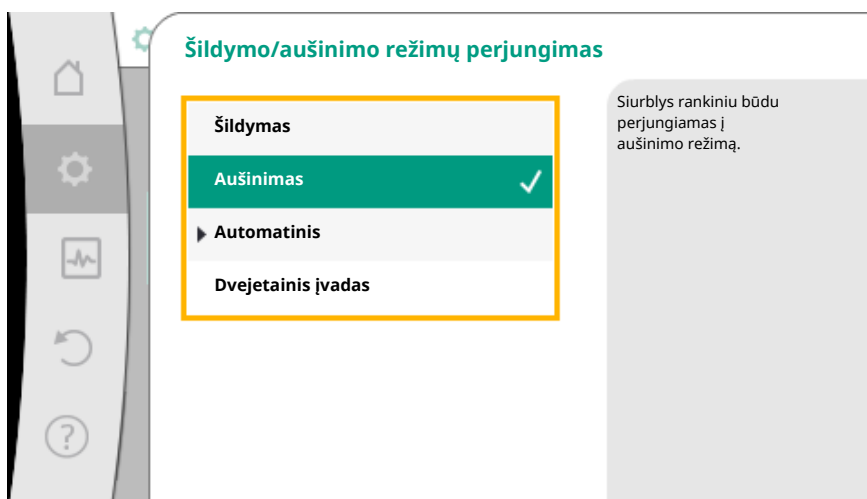 Šildymo/aušinimo režimų perjungimas
Šildymas
Aušinimas
Automatinis
Dvejetainis įvadas
Siurblys rankiniu būdu
perjungiamas į
aušinimo režimą.